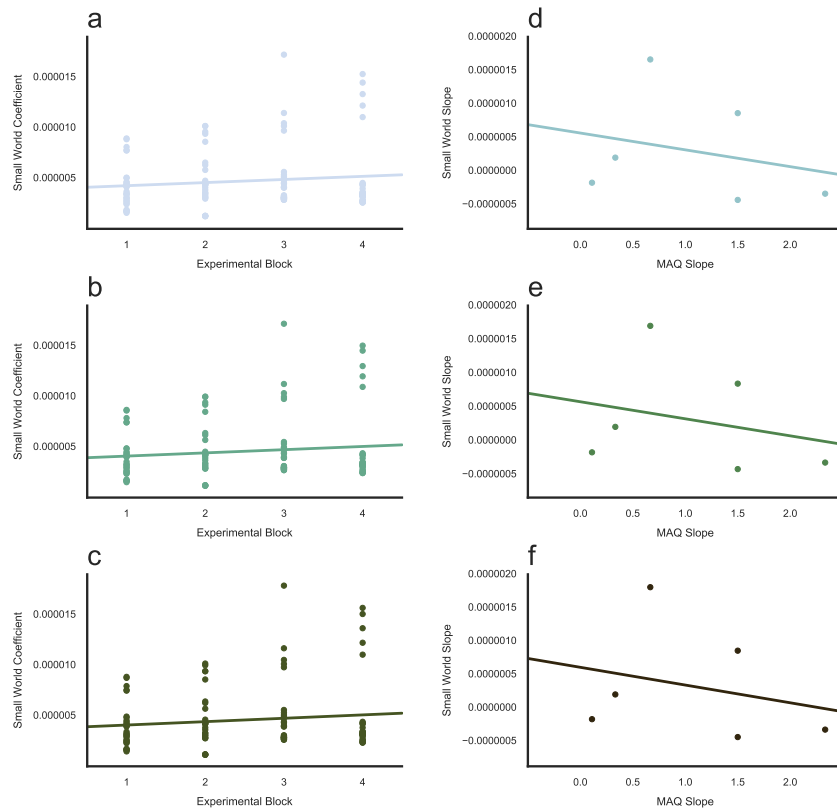 a
Small World Coefficient
0.000015
0.000010
0.000005
1 2 3 4
Experimental Block
d
Small World Slope
0.0000020
0.0000015
0.0000010
0.0000005
0.0000000
−0.0000005
0.0 0.5 1.0 1.5 2.0
MAQ Slope
b
Small World Coefficient
0.000015
0.000010
0.000005
1 2 3 4
Experimental Block
e
Small World Slope
0.0000020
0.0000015
0.0000010
0.0000005
0.0000000
−0.0000005
0.0 0.5 1.0 1.5 2.0
MAQ Slope
c
Small World Coefficient
0.000015
0.000010
0.000005
1 2 3 4
Experimental Block
f
Small World Slope
0.0000020
0.0000015
0.0000010
0.0000005
0.0000000
−0.0000005
0.0 0.5 1.0 1.5 2.0
MAQ Slope